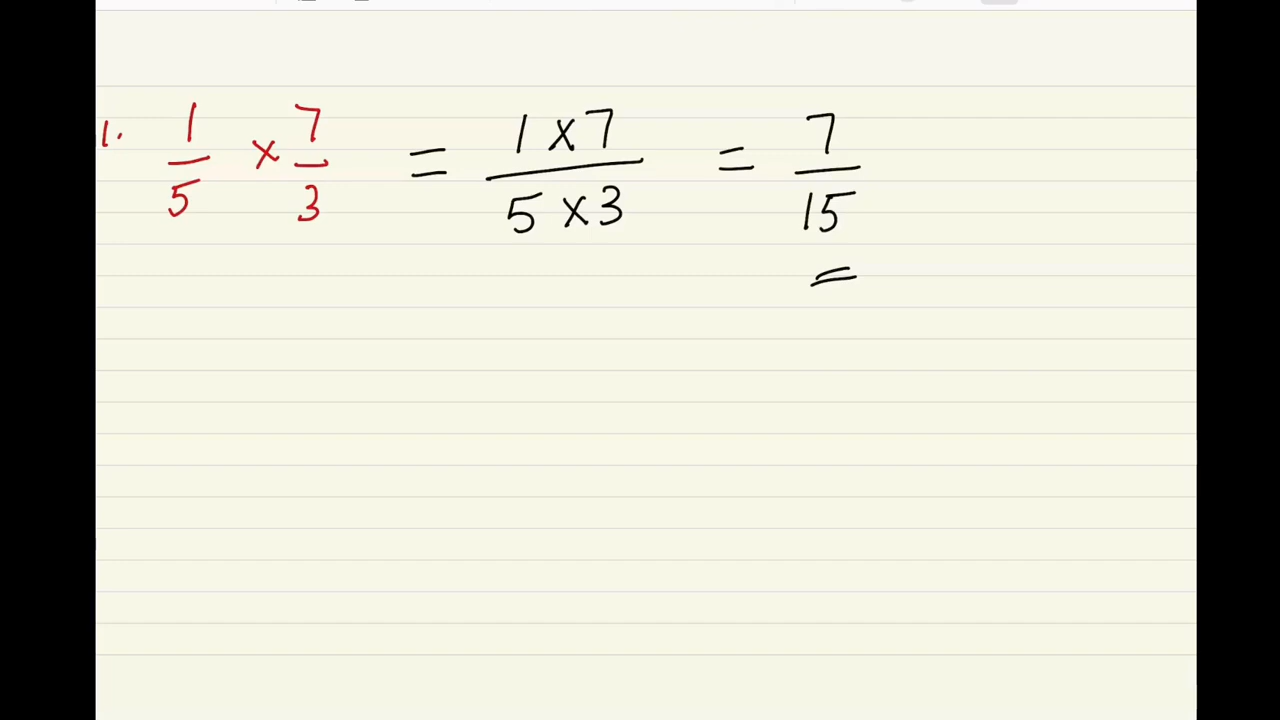 1. 1/5 × 7/3 = 1 × 7 / 5 × 3 = 7/15